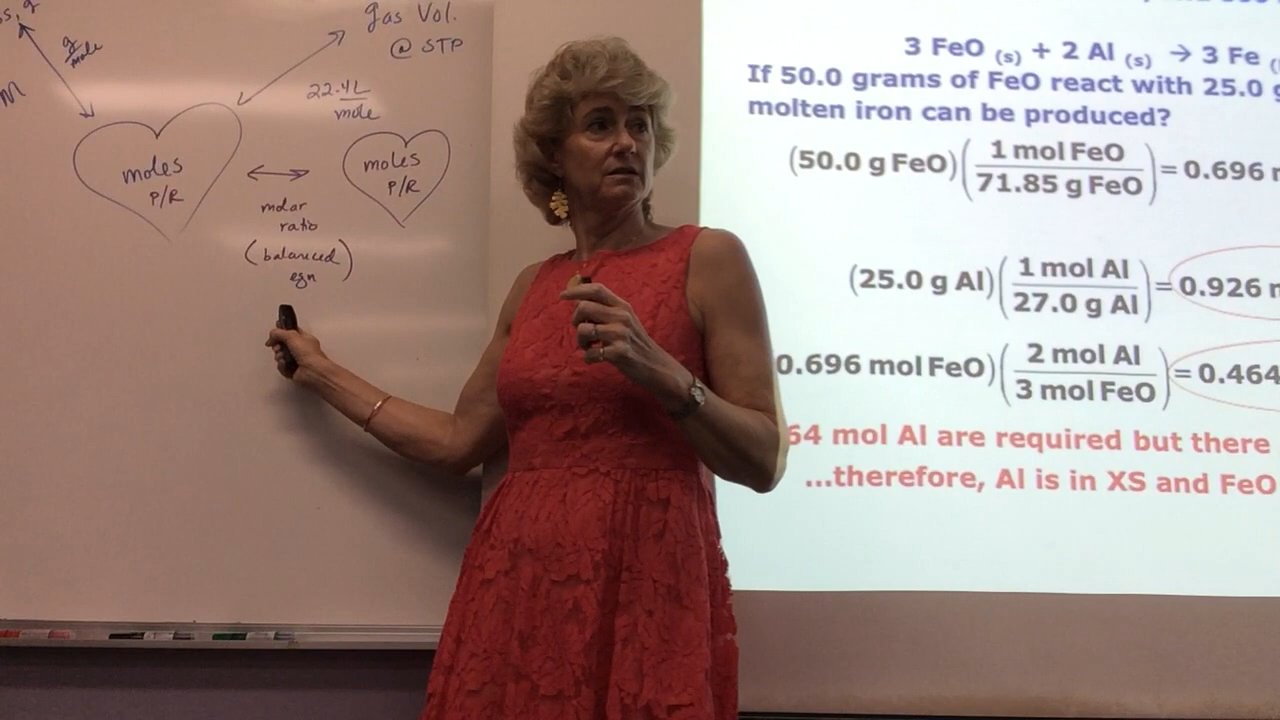 s, g
g
mole
M
gas Vol.
@ STP
22.4L
mole
moles
P/R
moles
P/R
molar
ratio
(balanced
eqn)
3 FeO (s) + 2 Al (s) → 3 Fe (
If 50.0 grams of FeO react with 25.0 g
molten iron can be produced?
(50.0 g FeO)(1 mol FeO / 71.85 g FeO) = 0.696 m
(25.0 g Al)(1 mol Al / 27.0 g Al) = 0.926 m
0.696 mol FeO)(2 mol Al / 3 mol FeO) = 0.464
64 mol Al are required but there
...therefore, Al is in XS and FeO